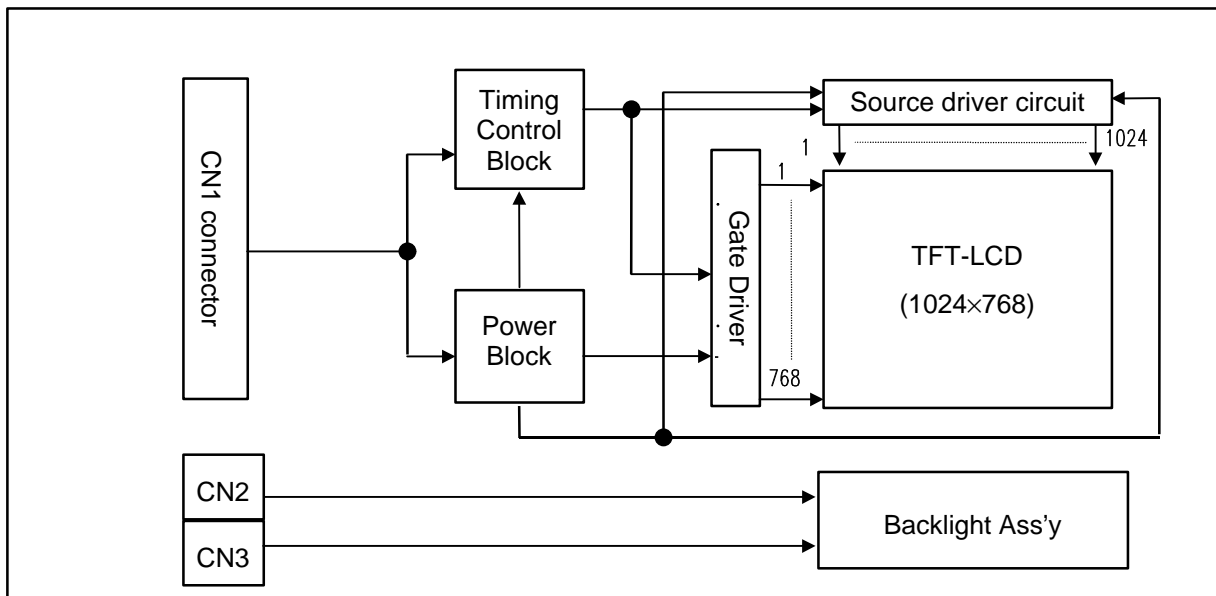 CN1 connector
Timing
Control
Block
Power
Block
Source driver circuit
1
1024
1
Gate Driver
768
TFT-LCD
(1024×768)
CN2
CN3
Backlight Ass’y